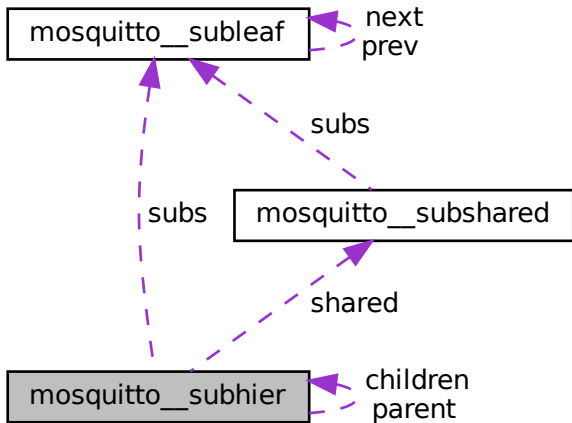 mosquitto__subleaf
next
prev
subs
subs
mosquitto__subshared
shared
mosquitto__subhier
children
parent